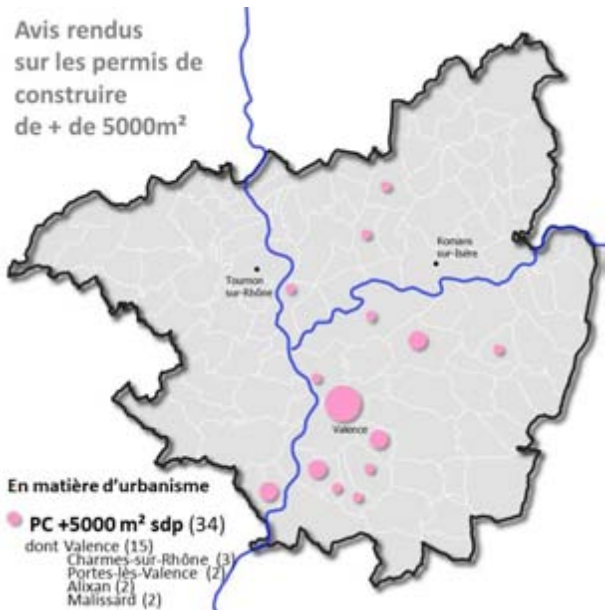 Avis rendus
sur les permis de
construire
de + de 5000m²
Romans
sur-Isère
Tournon
sur-Rhône
Valence
En matière d'urbanisme
PC +5000 m² sdp (34)
dont Valence (15)
Charmes-sur-Rhône (3)
Portes-lès-Valence (2)
Alixan (2)
Malissard (2)